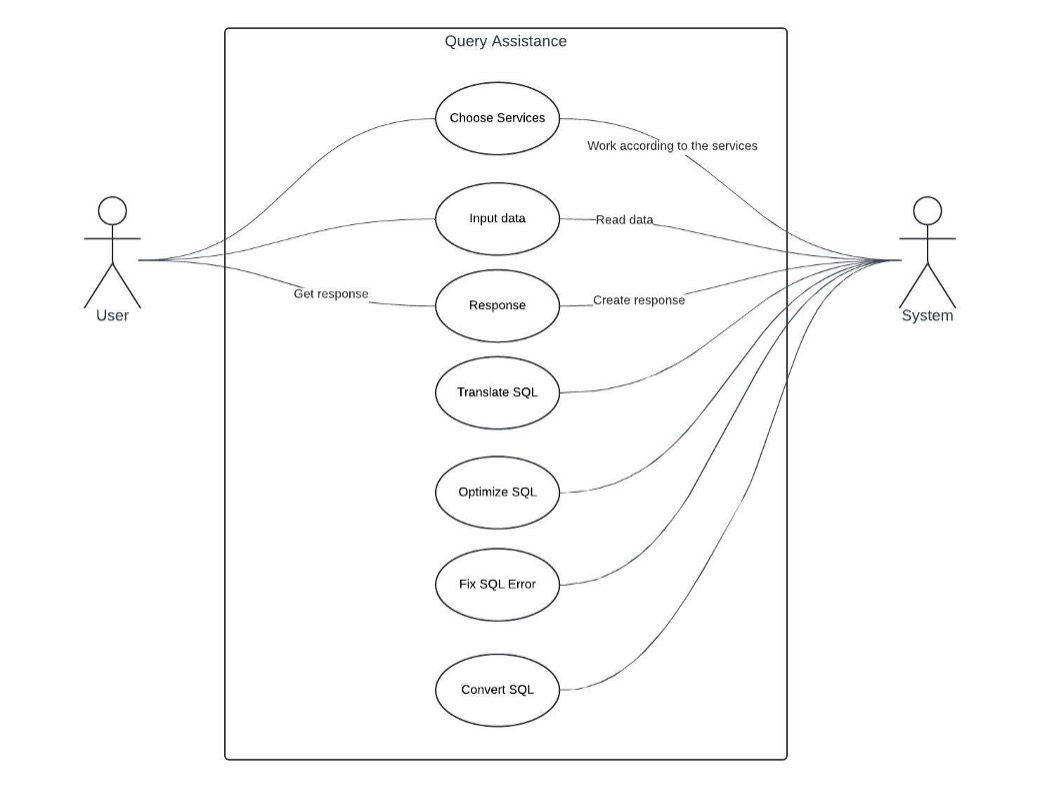 Query Assistance
Choose Services
Work according to the services
Input data
Read data
Get response
Response
Create response
User
System
Translate SQL
Optimize SQL
Fix SQL Error
Convert SQL